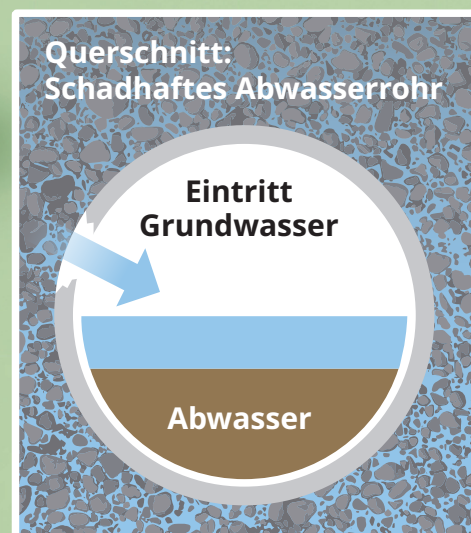 Querschnitt:
Schadhaftes Abwasserrohr
Eintritt
Grundwasser
Abwasser